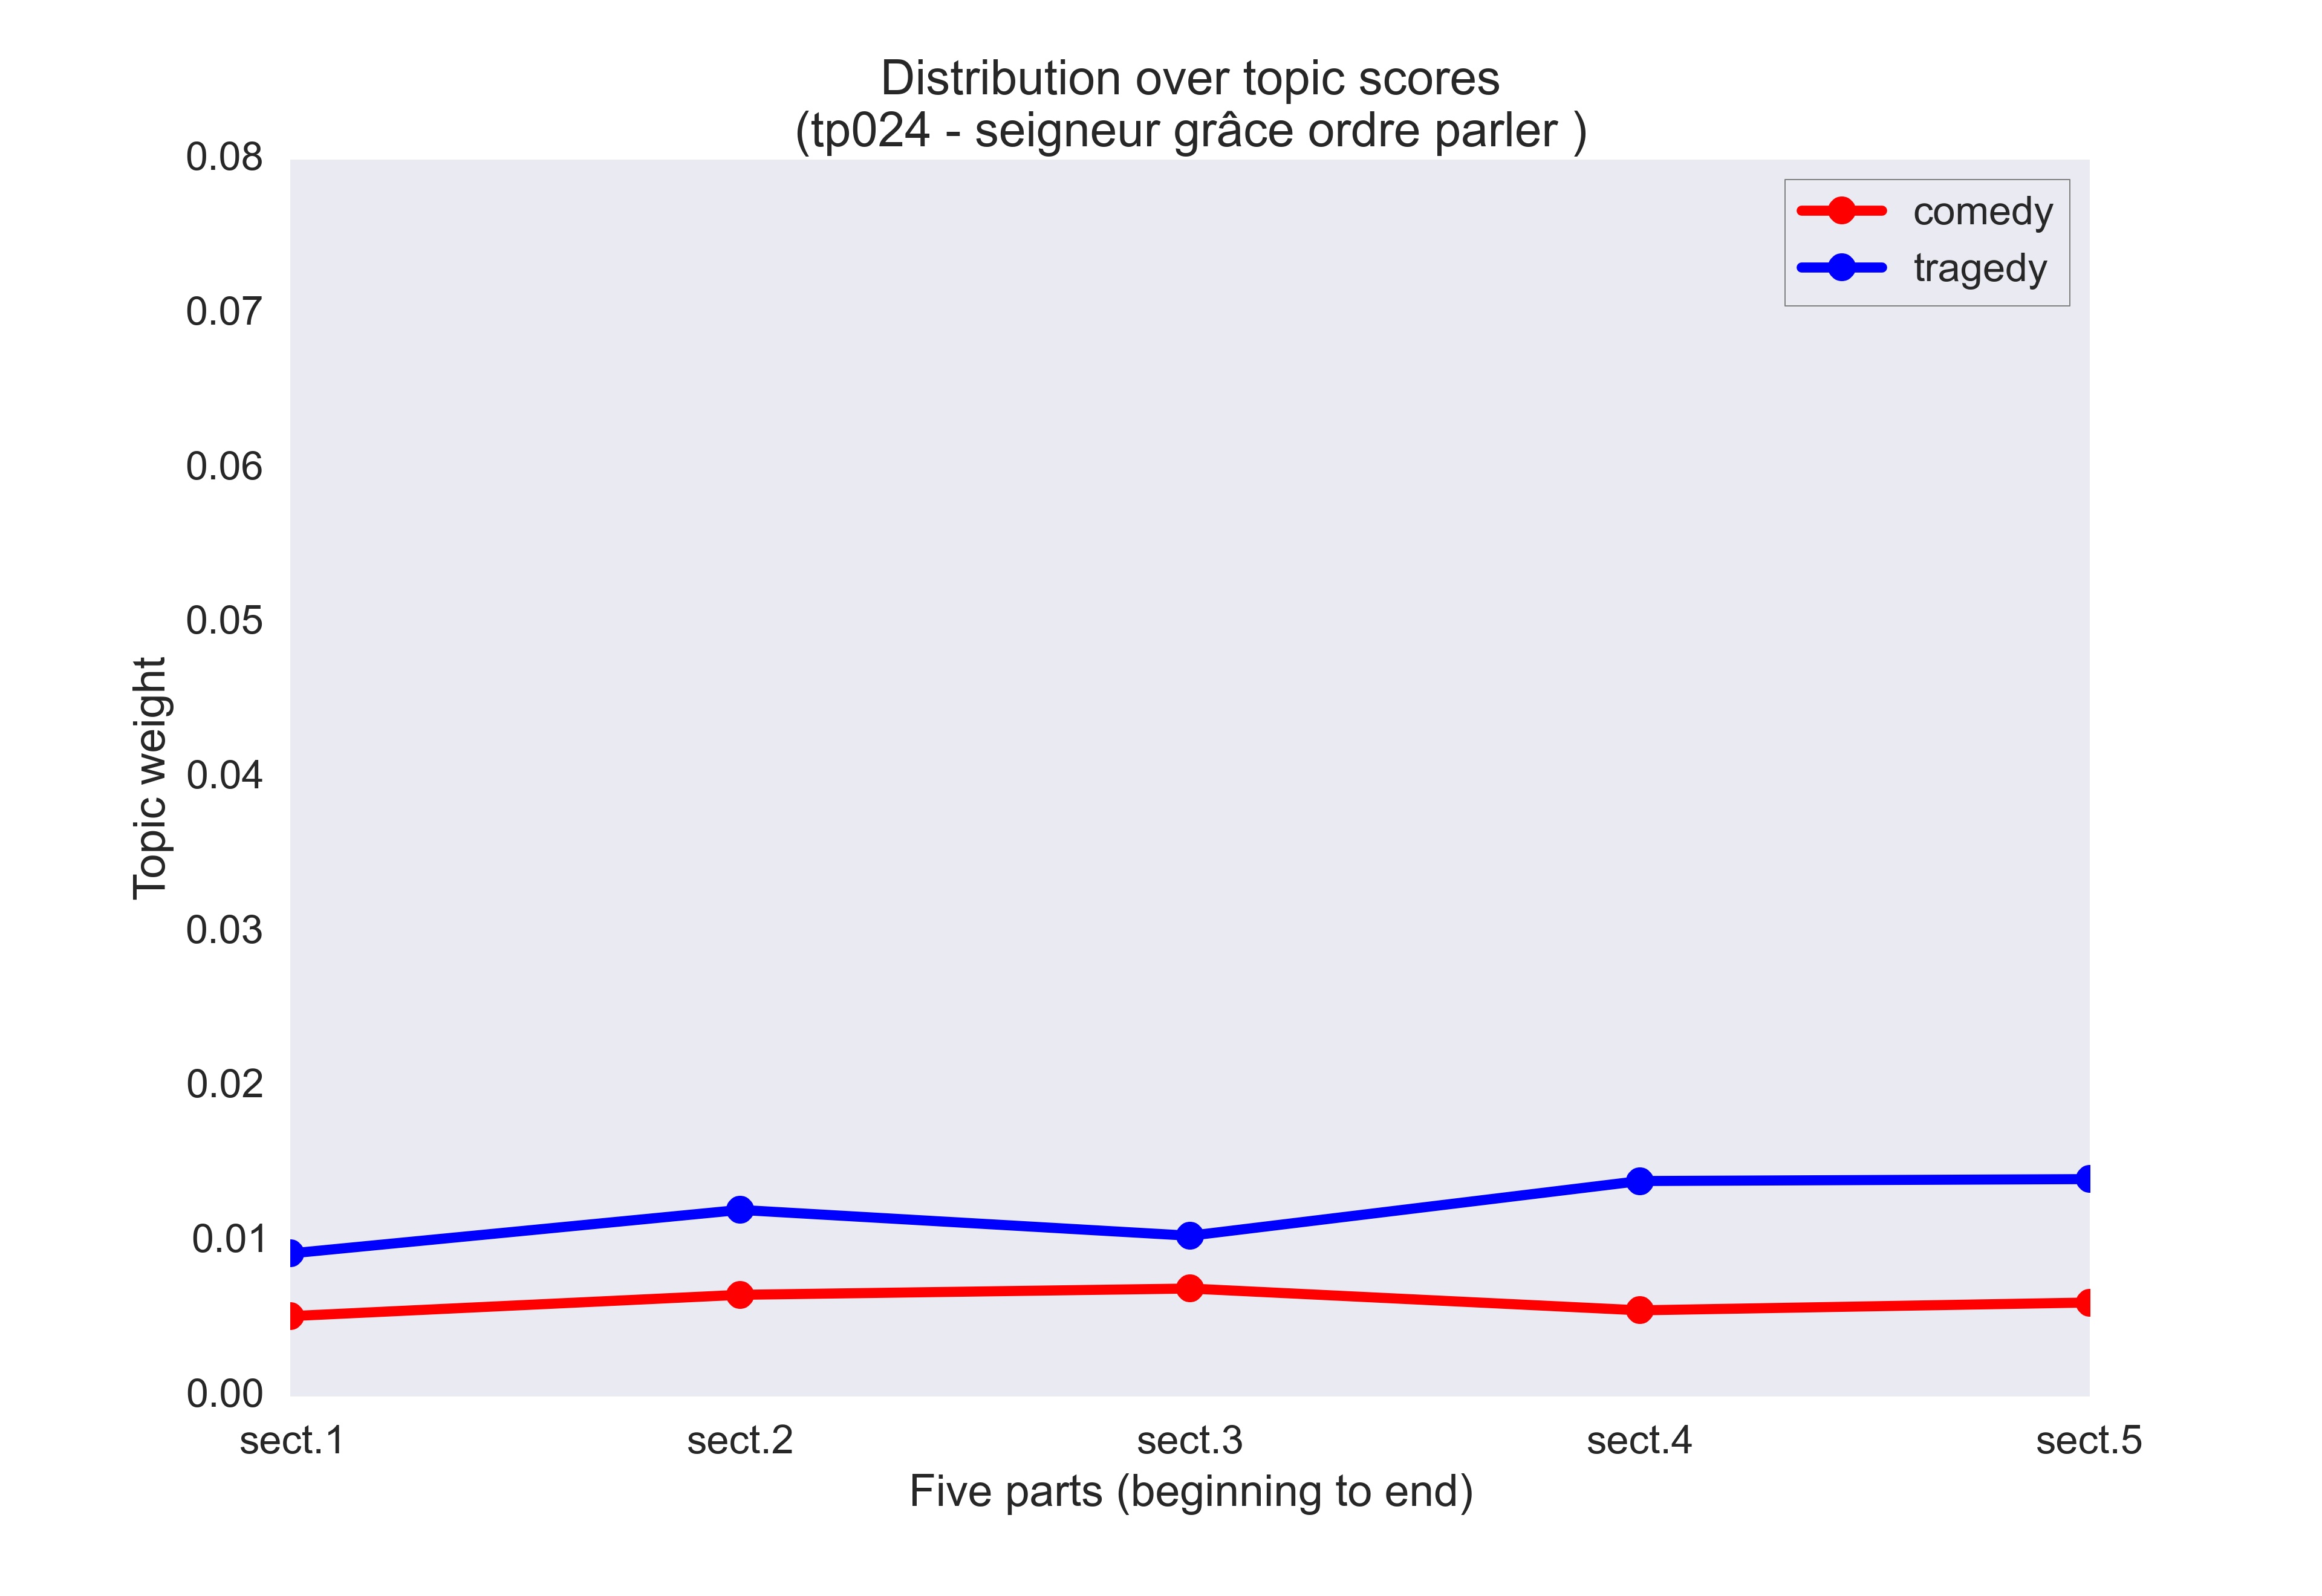 Distribution over topic scores
(tp024 - seigneur grâce ordre parler )
comedy
tragedy
Topic weight
0.08
0.07
0.06
0.05
0.04
0.03
0.02
0.01
0.00
sect.1 sect.2 sect.3 sect.4 sect.5
Five parts (beginning to end)